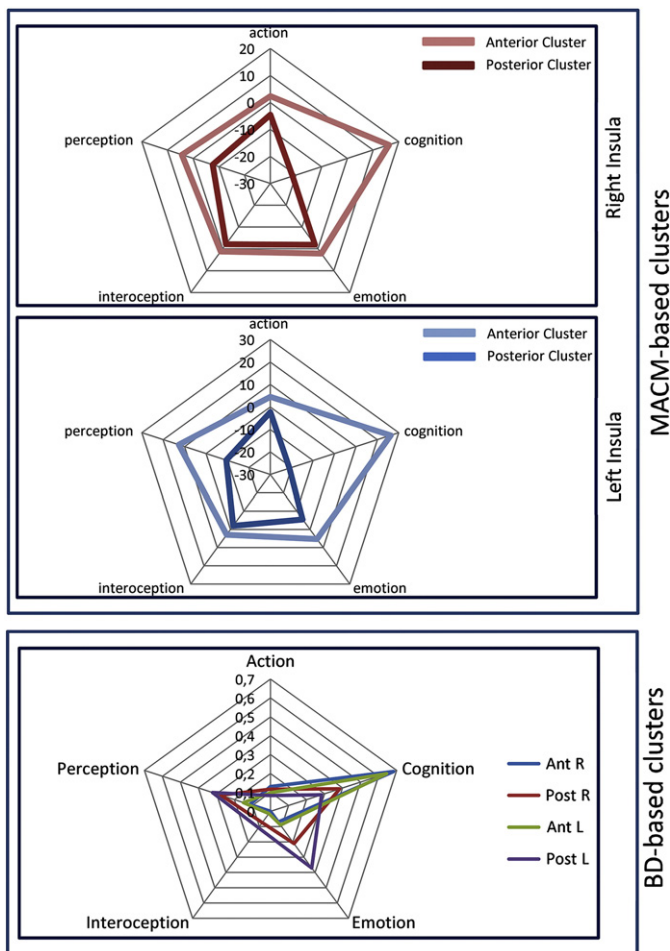 action
20
10
0
-10
-20
-30
perception
cognition
interoception
emotion
Anterior Cluster
Posterior Cluster
Right Insula
action
30
20
10
0
-10
-20
-30
perception
cognition
interoception
emotion
Anterior Cluster
Posterior Cluster
Left Insula
MACM-based clusters
Action
0,7
0,6
0,5
0,4
0,3
0,2
0,1
0
Perception
Cognition
Interoception
Emotion
Ant R
Post R
Ant L
Post L
BD-based clusters